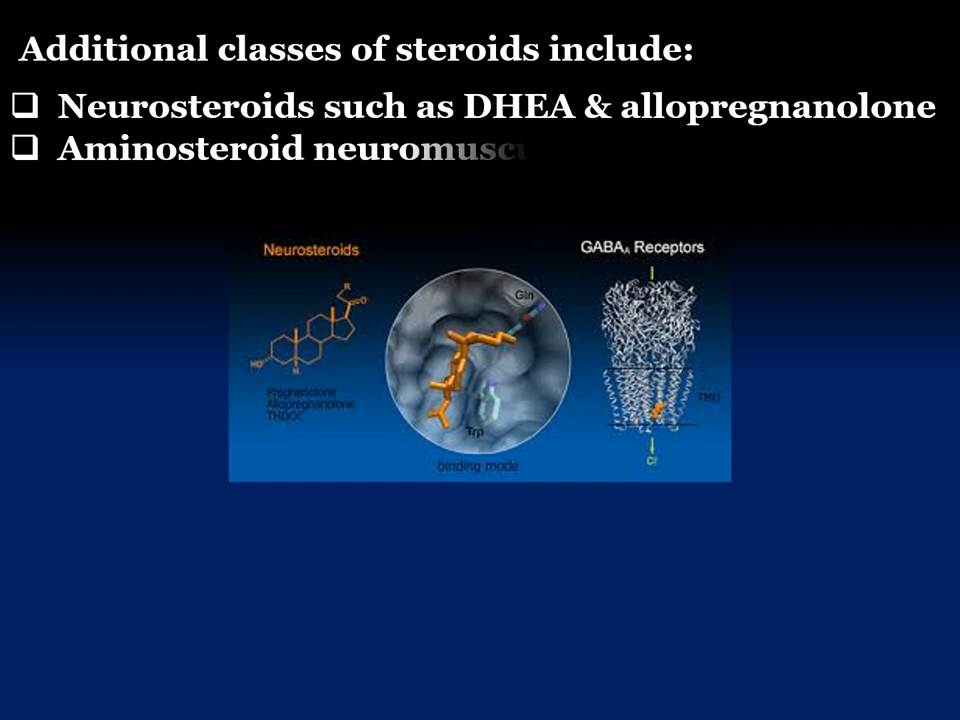 Additional classes of steroids include:
❑ Neurosteroids such as DHEA & allopregnanolone
❑ Aminosteroid
Neurosteroids
GABAA Receptors
R
O
HO
H
Pregnanolone
Allopregnanolone
THDOC
Gln
Trp
binding mode
TMD
Cl